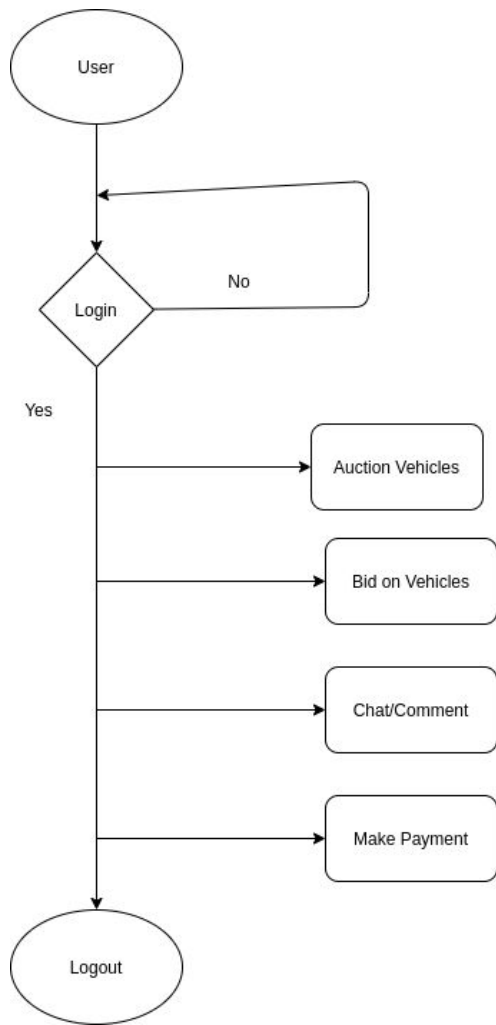 User
No
Login
Yes
Auction Vehicles
Bid on Vehicles
Chat/Comment
Make Payment
Logout